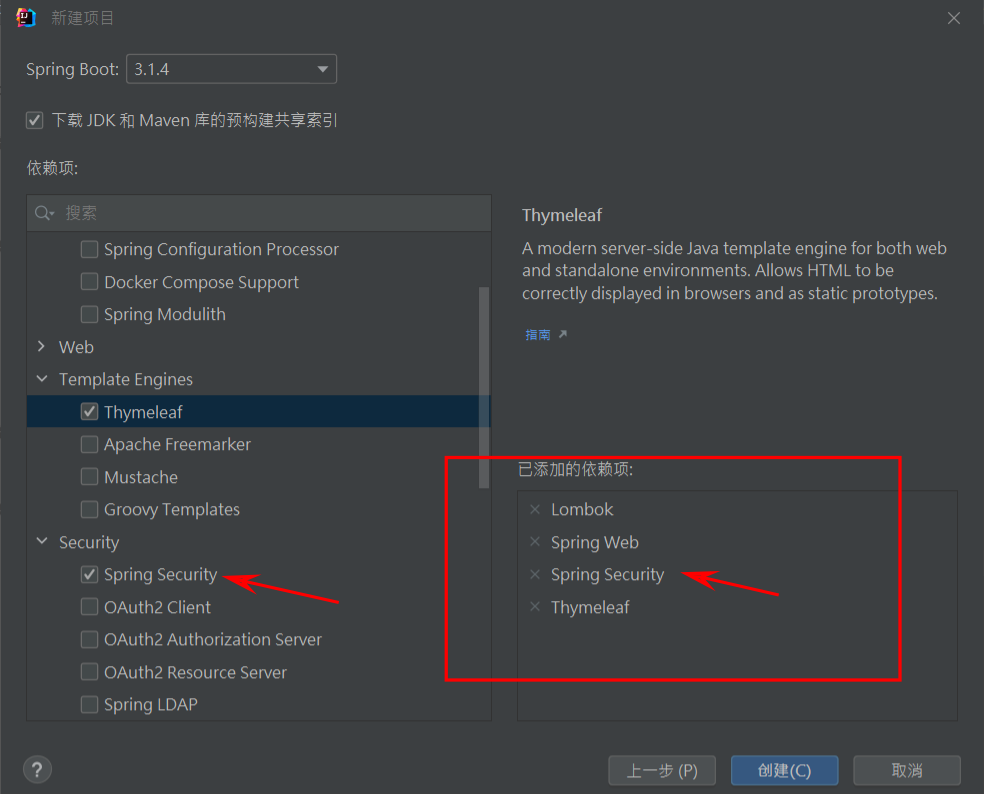 新建项目
Spring Boot: 3.1.4
下载 JDK 和 Maven 库的预构建共享索引
依赖项:
搜索
Spring Configuration Processor
Docker Compose Support
Spring Modulith
Web
Template Engines
Thymeleaf
Apache Freemarker
Mustache
Groovy Templates
Security
Spring Security
OAuth2 Client
OAuth2 Authorization Server
OAuth2 Resource Server
Spring LDAP
Thymeleaf
A modern server-side Java template engine for both web
and standalone environments. Allows HTML to be
correctly displayed in browsers and as static prototypes.
指南
已添加的依赖项:
Lombok
Spring Web
Spring Security
Thymeleaf
?
上一步 (P)
创建(C)
取消